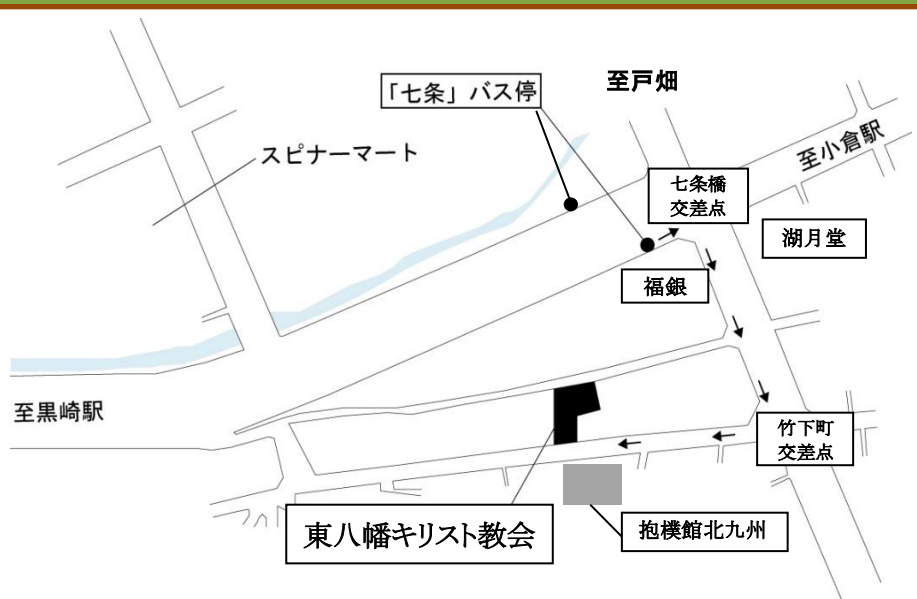 至戸畑
「七条」バス停
至小倉駅
スピナーマート
七条橋
交差点
湖月堂
福銀
至黒崎駅
竹下町
交差点
東八幡キリスト教会
抱樸館北九州